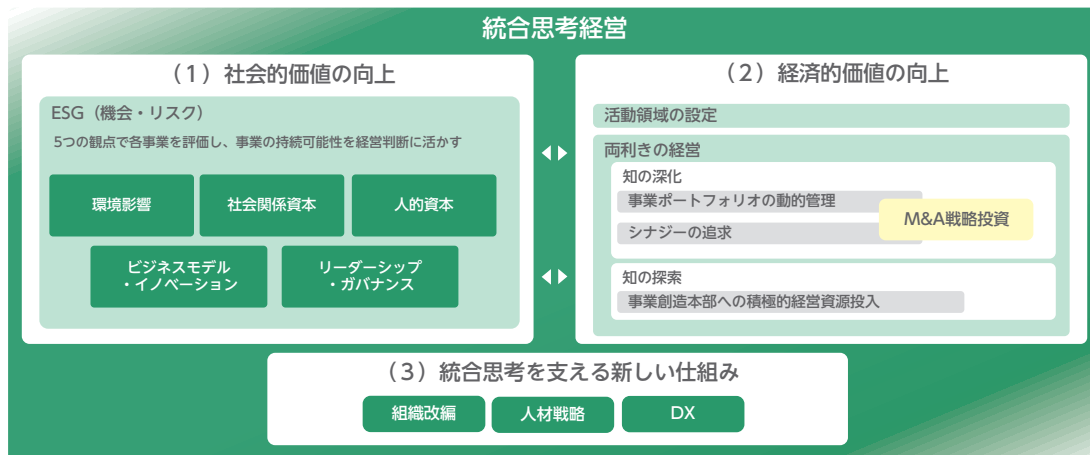 統合思考経営
（1）社会的価値の向上
ESG（機会・リスク）
5つの観点で各事業を評価し、事業の持続可能性を経営判断に活かす
環境影響
社会関係資本
人的資本
ビジネスモデル
・イノベーション
リーダーシップ
・ガバナンス
（2）経済的価値の向上
活動領域の設定
両利きの経営
知の深化
事業ポートフォリオの動的管理
シナジーの追求
M&A戦略投資
知の探索
事業創造本部への積極的経営資源投入
（3）統合思考を支える新しい仕組み
組織改編
人材戦略
DX